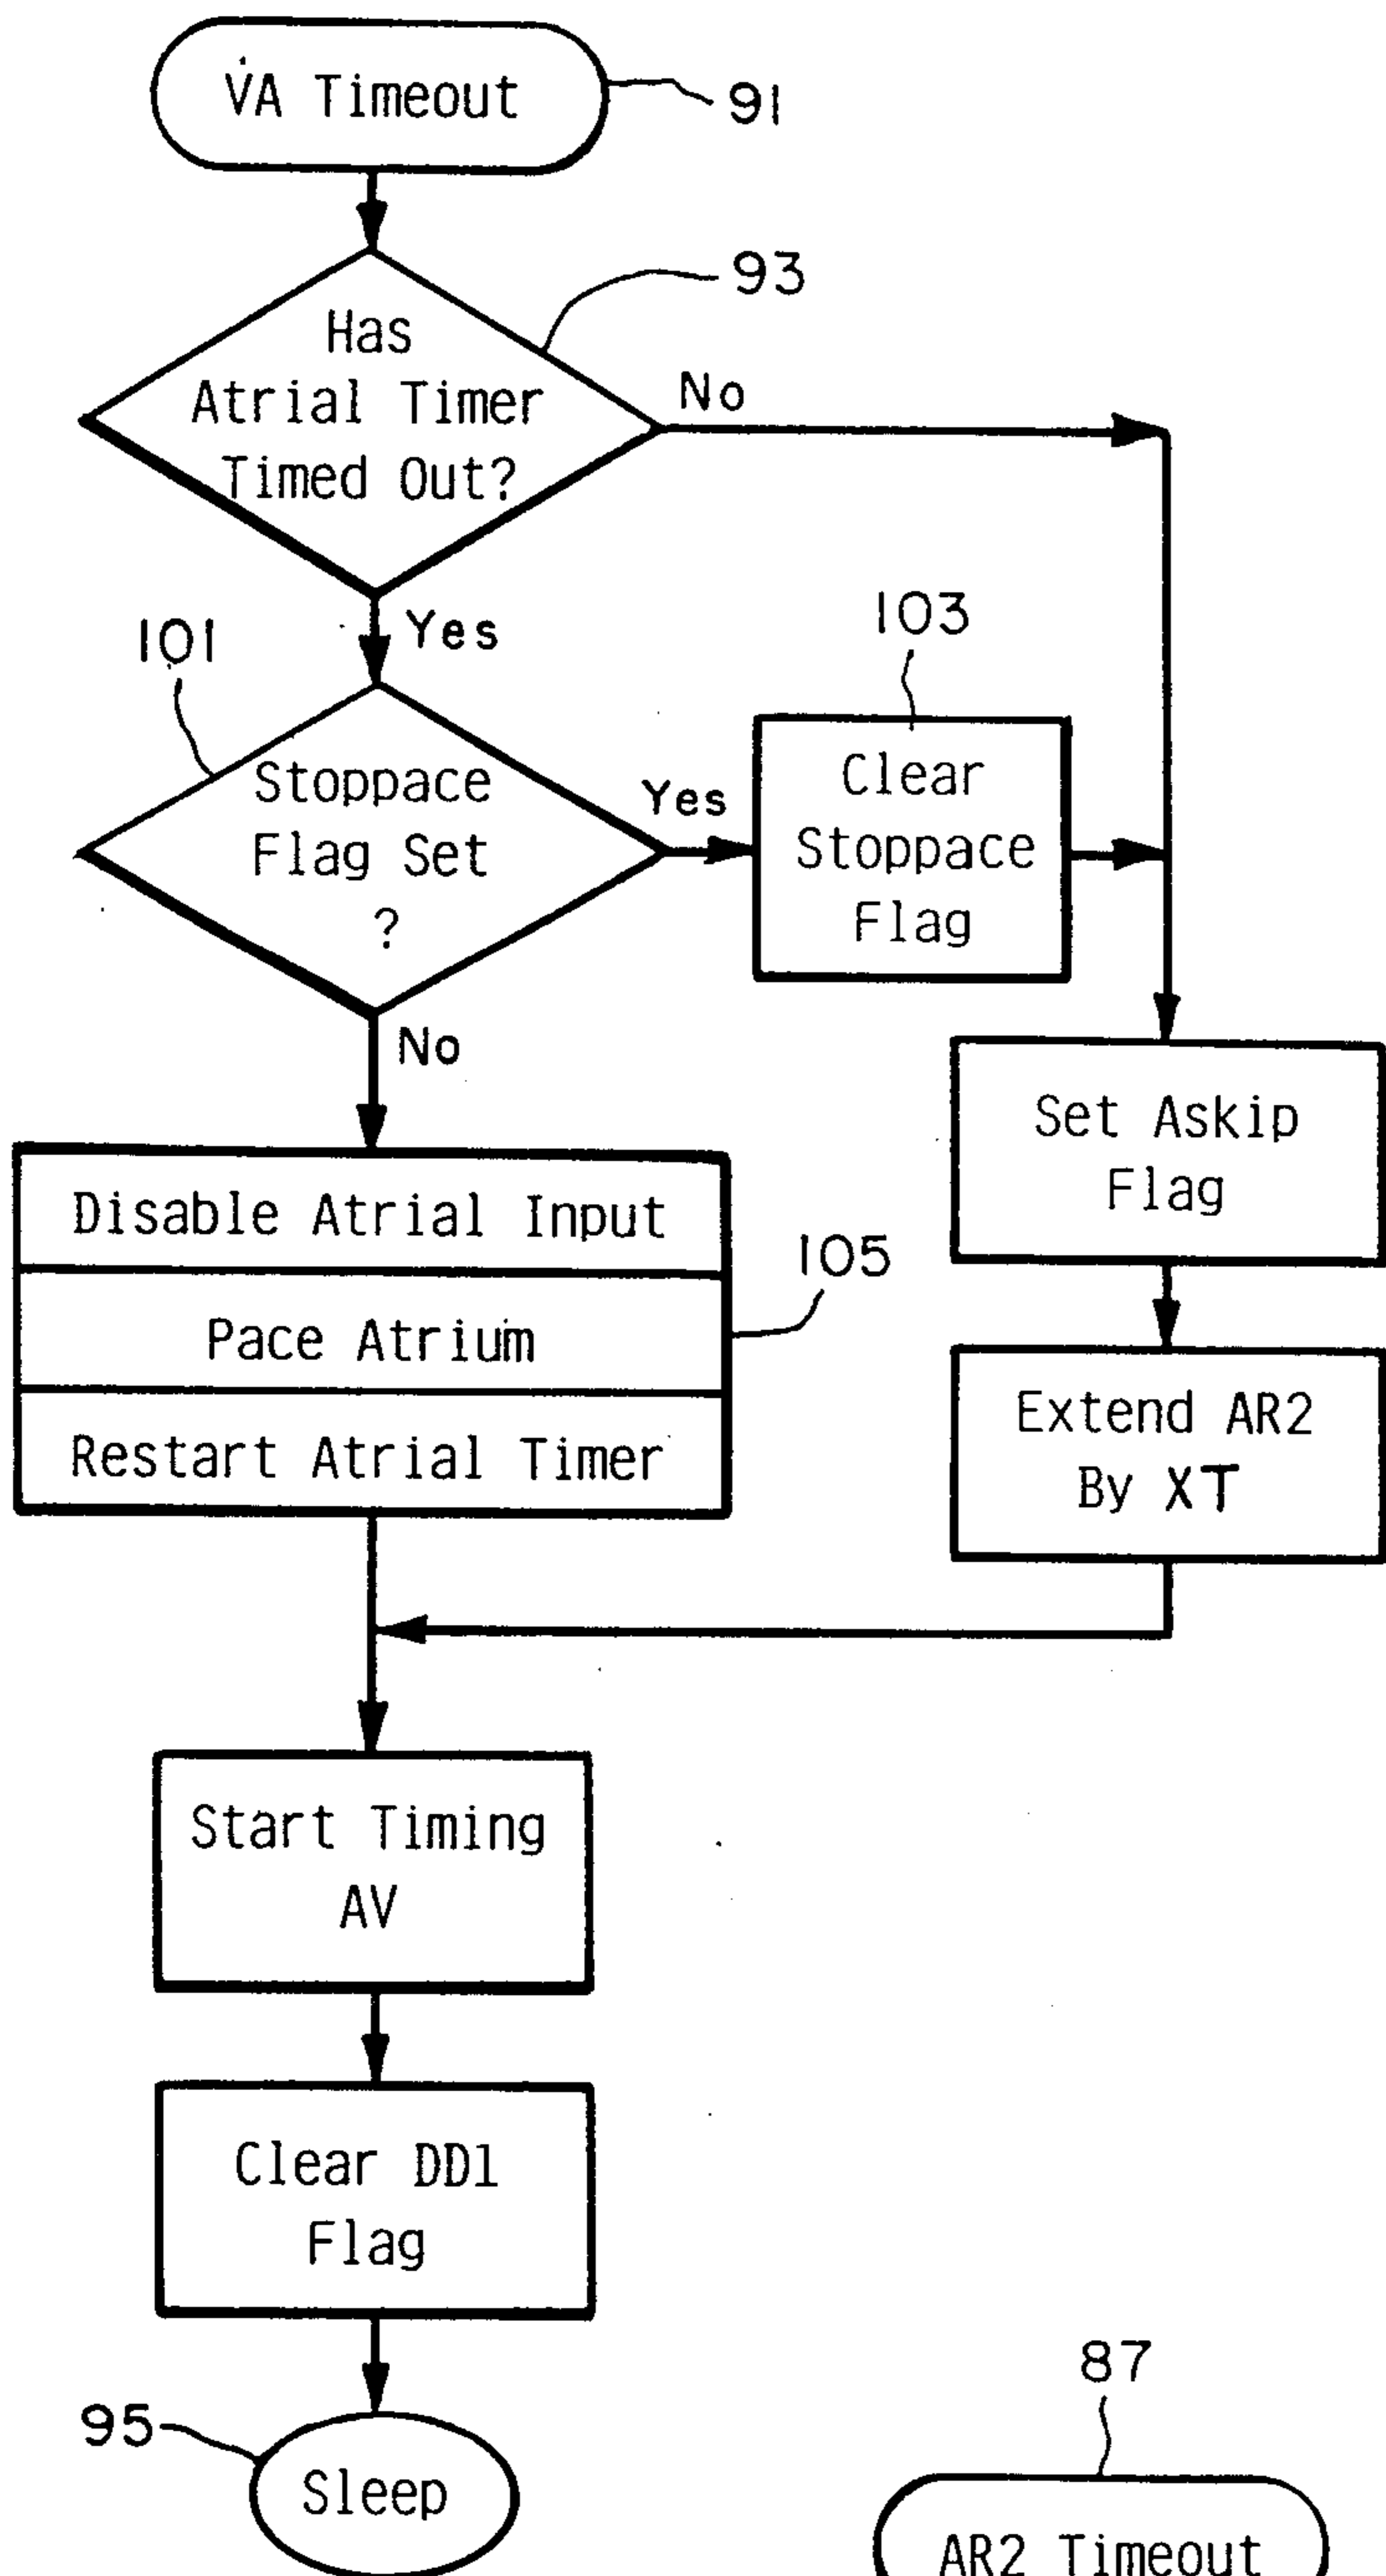 VA Timeout
91
93
Has
Atrial Timer
Timed Out?
No
Yes
101
103
Stoppace
Flag Set
?
Yes
Clear
Stoppace
Flag
No
Set Askip
Flag
Disable Atrial Input
Pace Atrium
Restart Atrial Timer
105
Extend AR2
By XT
Start Timing
AV
Clear DD1
Flag
95
Sleep
87
AR2 Timeout